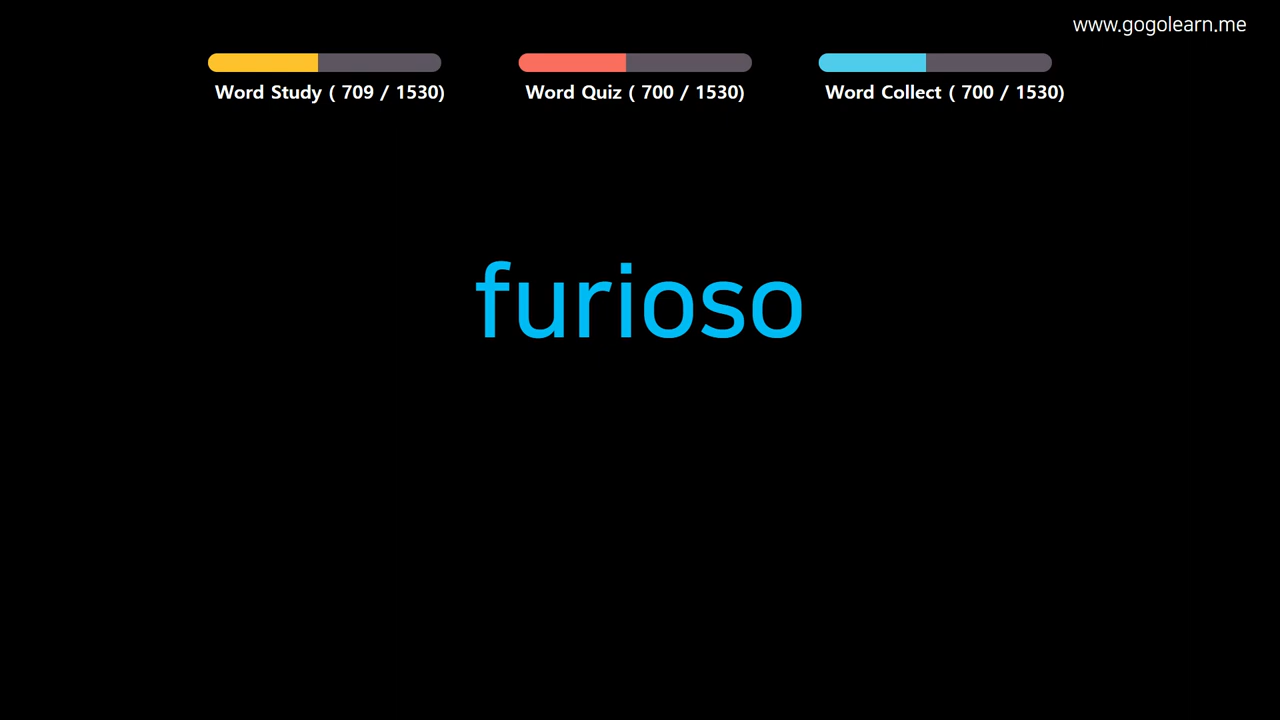 www.gogolearn.me
Word Study ( 709 / 1530)
Word Quiz ( 700 / 1530)
Word Collect ( 700 / 1530)
furioso